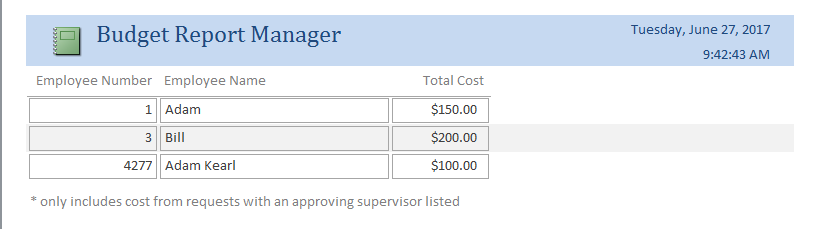 Budget Report Manager
Tuesday, June 27, 2017
9:42:43 AM
Employee Number Employee Name Total Cost
1 Adam $150.00
3 Bill $200.00
4277 Adam Kearl $100.00
* only includes cost from requests with an approving supervisor listed